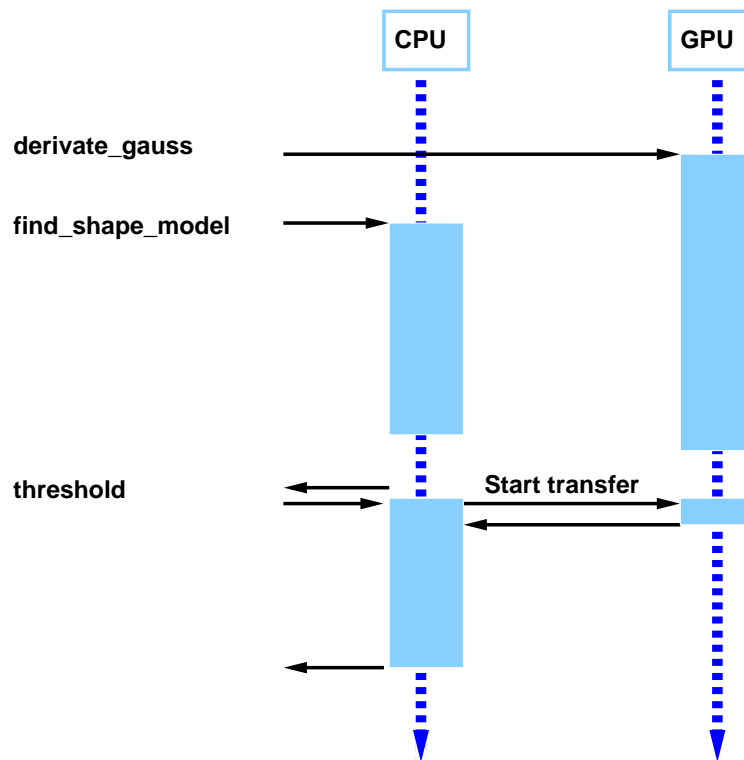 CPU
GPU
derivate_gauss
find_shape_model
threshold
Start transfer